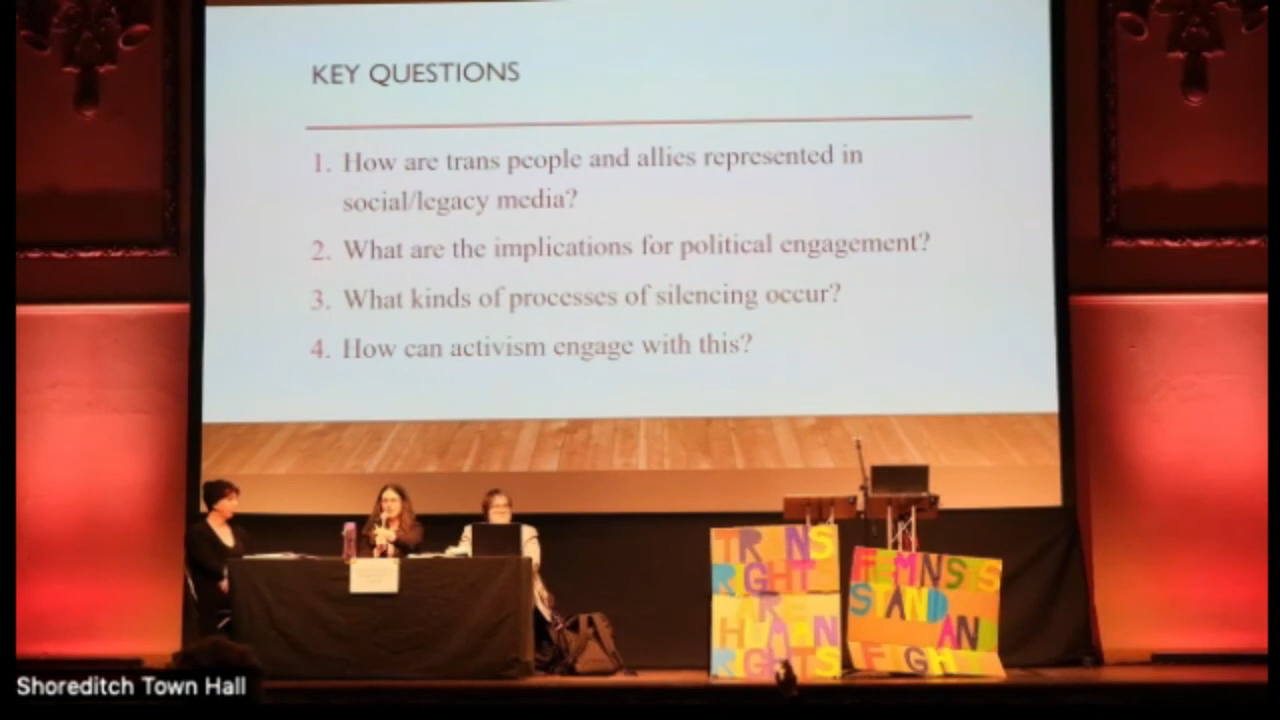 KEY QUESTIONS
1. How are trans people and allies represented in
social/legacy media?
2. What are the implications for political engagement?
3. What kinds of processes of silencing occur?
4. How can activism engage with this?
TRANS
RIGHTS
ARE
HUMAN
RIGHTS
FEMINISTS
STAND
AND
FIGHT
Shoreditch Town Hall